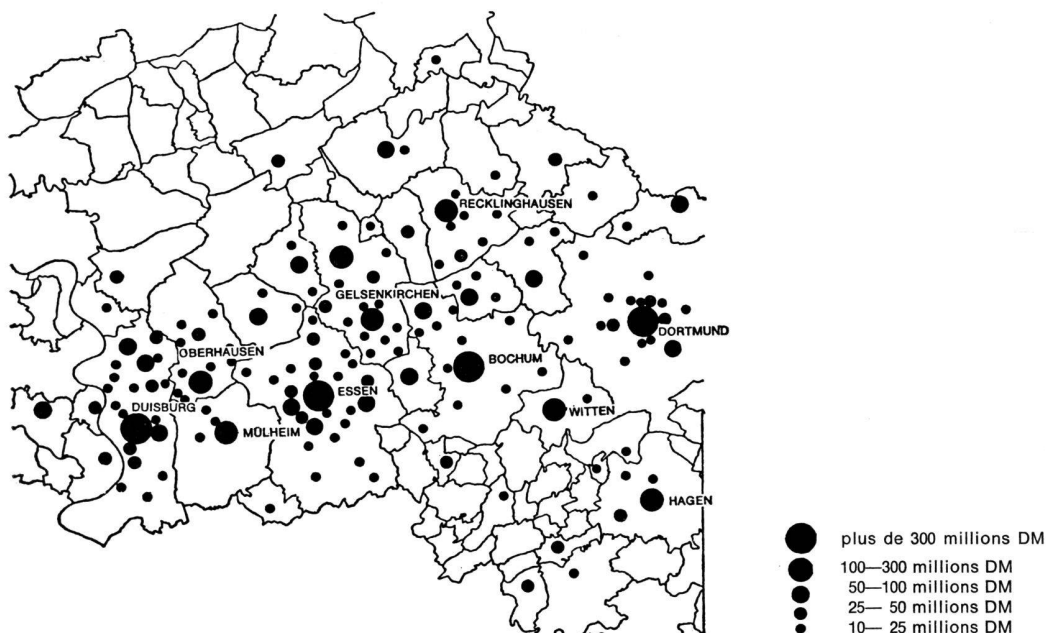 RECKLINGHAUSEN
GELSENKIRCHEN
DORTMUND
OBERHAUSEN
BOCHUM
ESSEN
DUISBURG
WITTEN
MÜLHEIM
HAGEN
plus de 300 millions DM
100—300 millions DM
50—100 millions DM
25— 50 millions DM
10— 25 millions DM